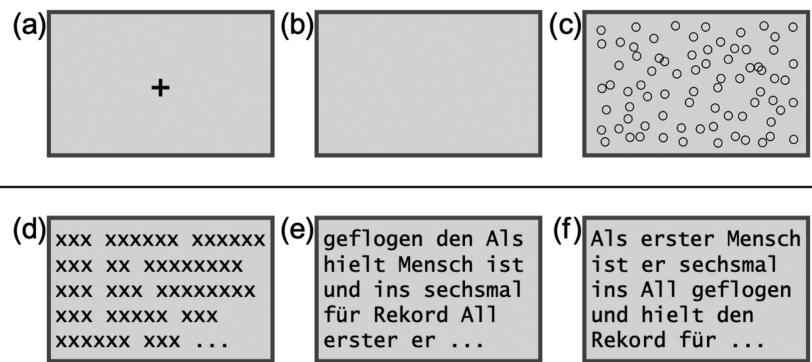 (a)
+
(b)
(c)
(d)
xxx xxxxxx xxxxxx
xxx xx xxxxxxxx
xxx xxx xxxxxxxx
xxx xxxxx xxx
xxxxxx xxx ...
(e)
geflogen den Als
hielt Mensch ist
und ins sechsmal
für Rekord All
erster er ...
(f)
Als erster Mensch
ist er sechsmal
ins All geflogen
und hielt den
Rekord für ...